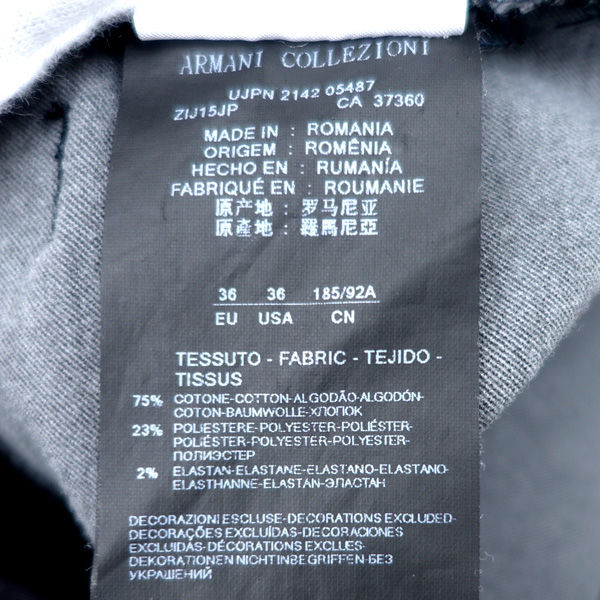 ARMANI COLLEZIONI
UJPN 2142 05487
ZIJ15JP CA 37360
MADE IN : ROMANIA
ORIGEM : ROMÊNIA
HECHO EN : RUMANÍA
FABRIQUÉ EN : ROUMANIE
原产地 : 罗马尼亚
原產地 : 羅馬尼亞
36 36 185/92A
EU USA CN
TESSUTO - FABRIC - TEJIDO -
TISSUS
75% COTONE-COTTON-ALGODÃO-ALGODÓN-
COTON-BAUMWOLLE-ХЛОПОК
23% POLIESTERE-POLYESTER-POLIÉSTER-
POLIÉSTER-POLYESTER-POLYESTER-
ПОЛИЭСТЕР
2% ELASTAN-ELASTANE-ELASTANO-ELASTANO-
ELASTHANNE-ELASTAN-ЭЛАСТАН
DECORAZIONI ESCLUSE-DECORATIONS EXCLUDED-
DECORAÇÕES EXCLUÍDAS-DECORACIONES
EXCLUIDAS-DÉCORATIONS EXCLUES-
DEKORATIONEN NICHT INBEGRIFFEN-БЕЗ
УКРАШЕНИЙ